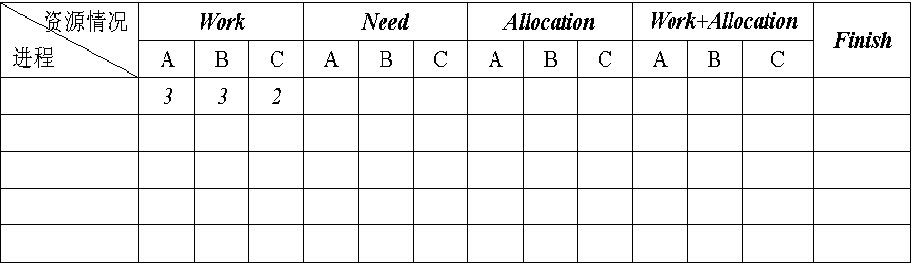 资源情况 Work Need Allocation Work+Allocation Finish
进程 A B C A B C A B C A B C
3 3 2